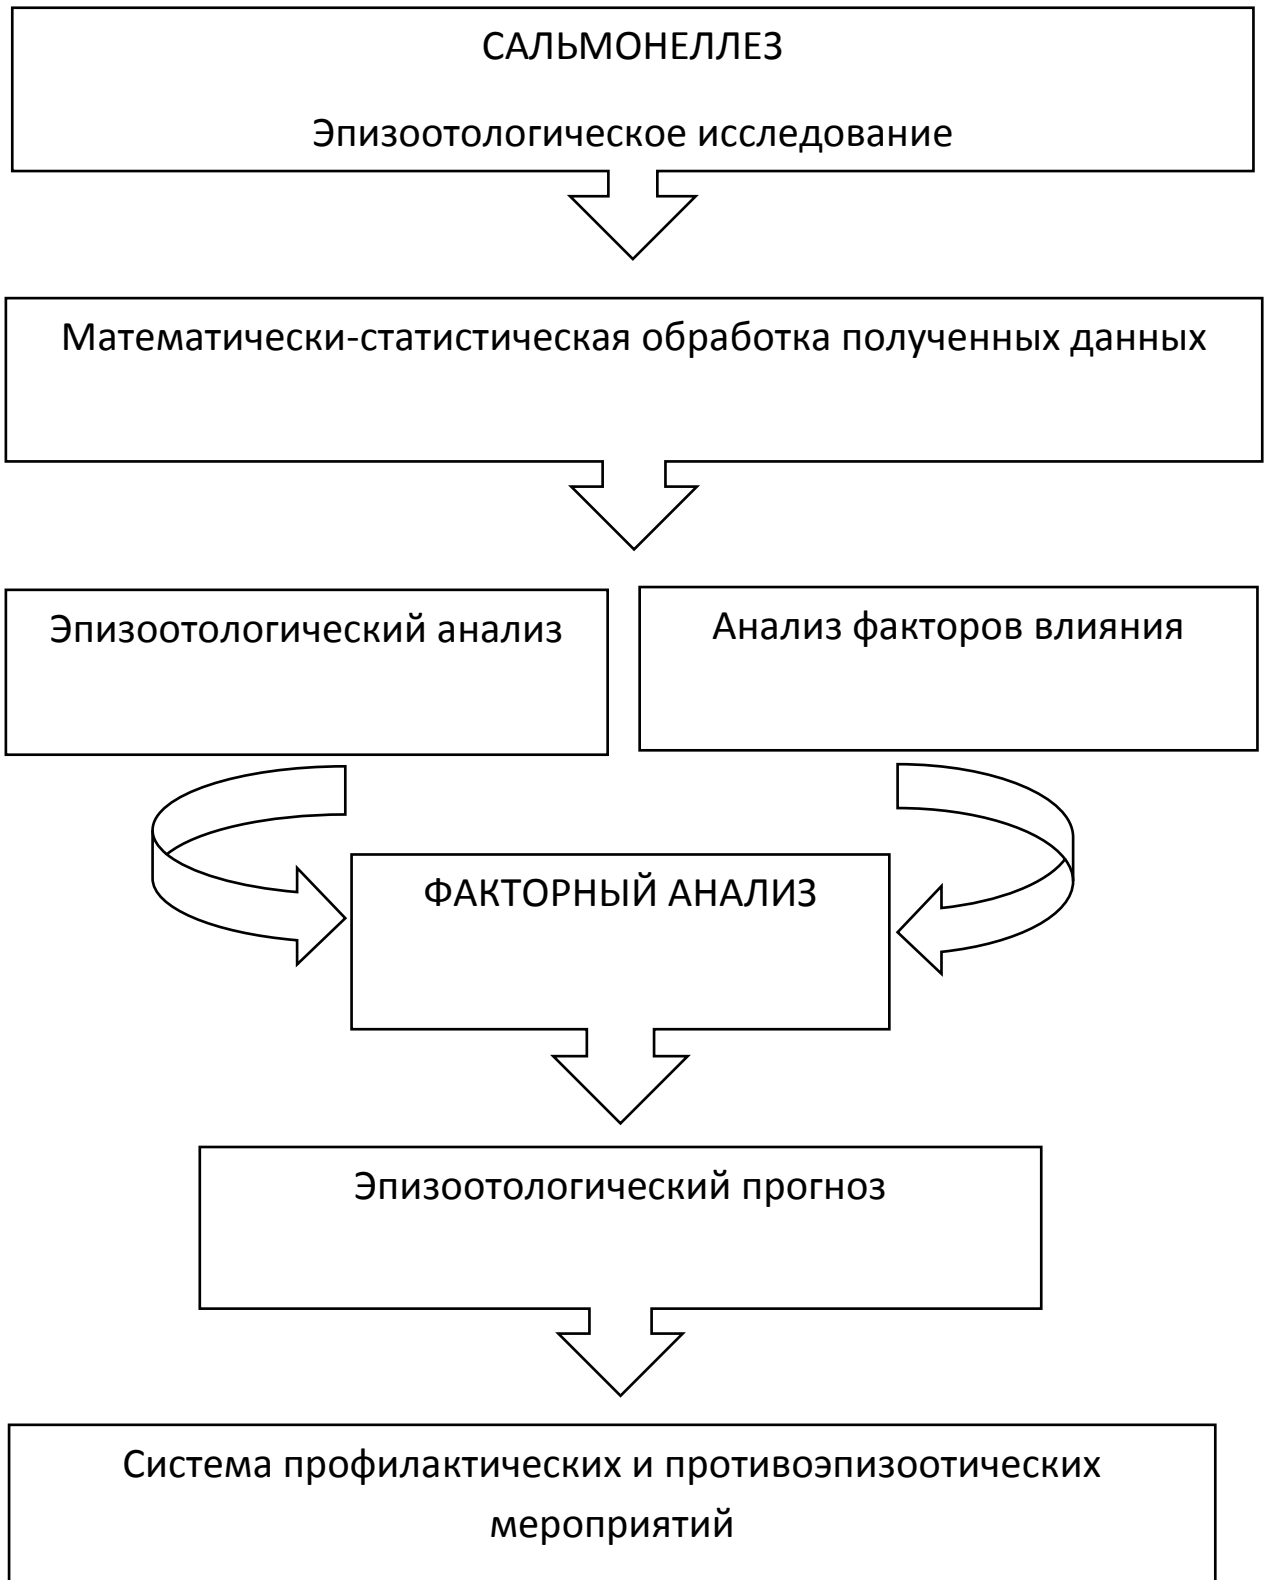 САЛЬМОНЕЛЛЕЗ
Эпизоотологическое исследование
Математически-статистическая обработка полученных данных
Эпизоотологический анализ
Анализ факторов влияния
ФАКТОРНЫЙ АНАЛИЗ
Эпизоотологический прогноз
Система профилактических и противоэпизоотических
мероприятий